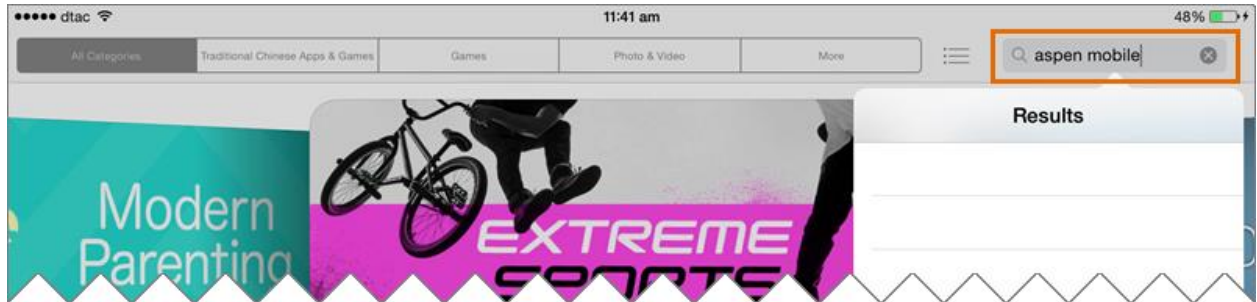 dtac 11:41 am 48%
All Categories Traditional Chinese Apps & Games Games Photo & Video More aspen mobile
Results
Modern
Parenting
EXTREME
SPORTS